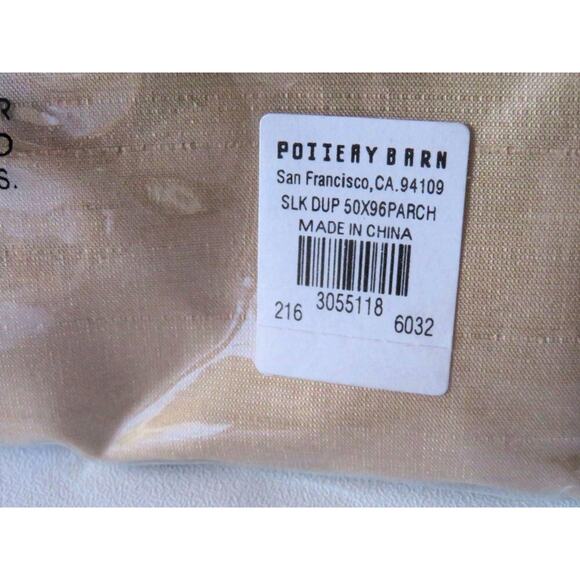 R
O
S.
POTTERY BARN
San Francisco,CA.94109
SLK DUP 50X96PARCH
MADE IN CHINA
3055118
216 6032